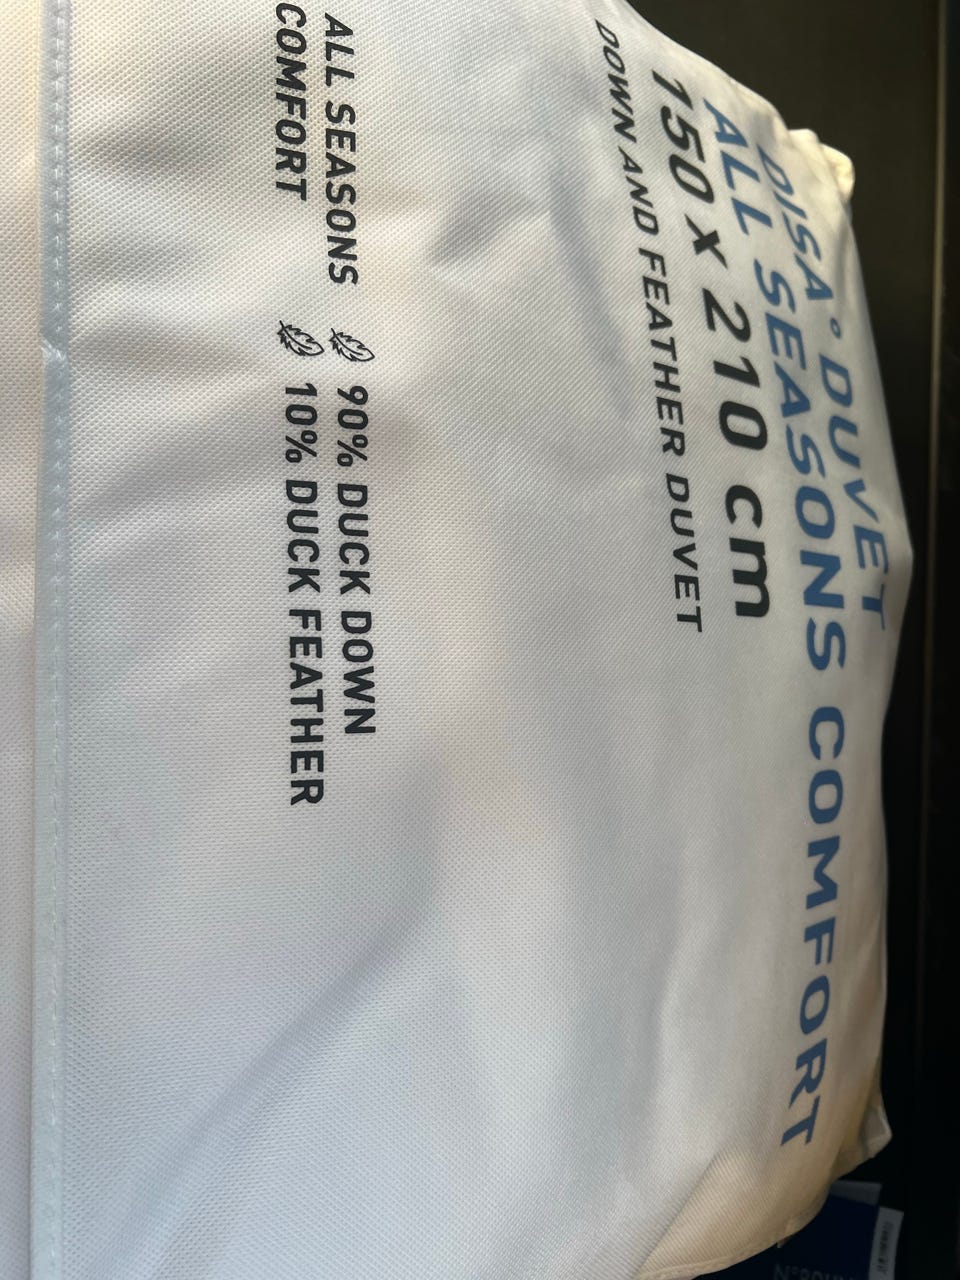 DISA° DUVET
ALL SEASONS COMFORT
150 x 210 cm
DOWN AND FEATHER DUVET
ALL SEASONS
COMFORT
90% DUCK DOWN
10% DUCK FEATHER